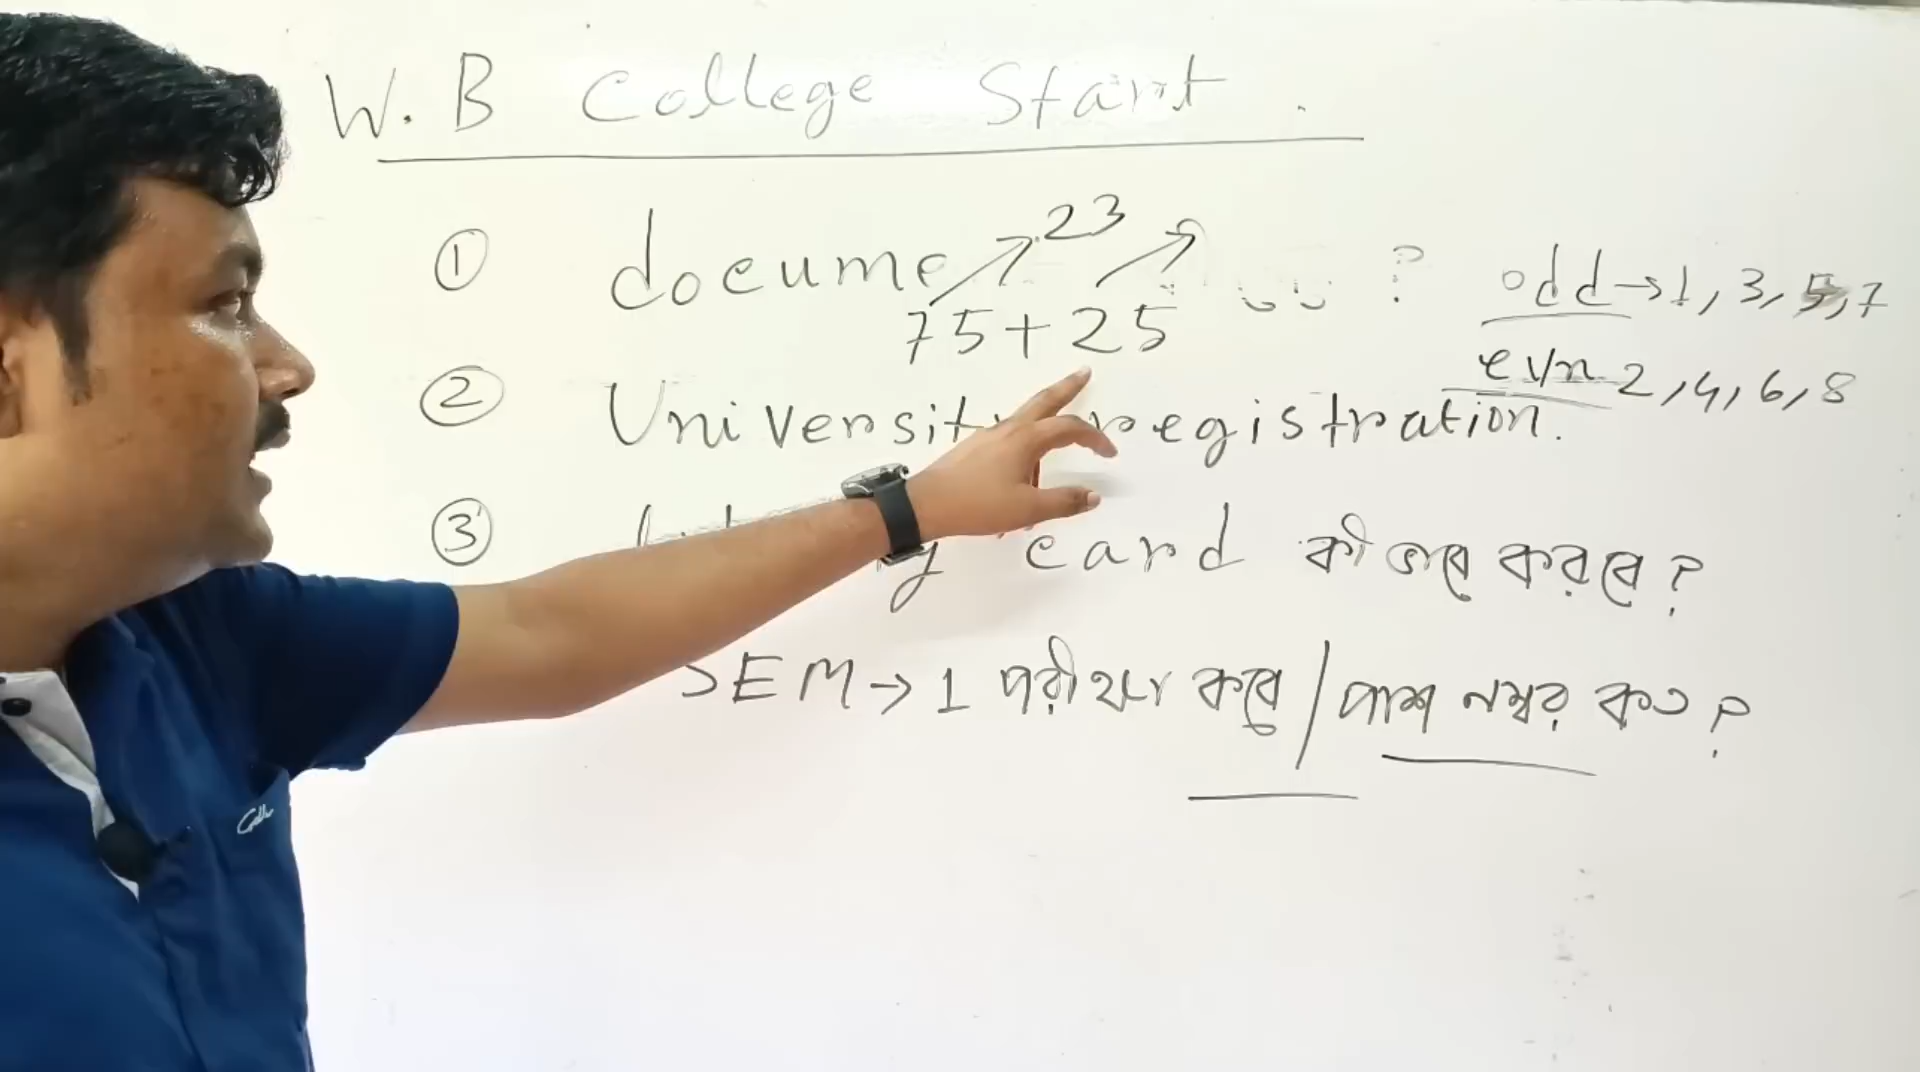 W. B College Start
23
① docume ?
75 + 25
odd → 1, 3, 5, 7
evn 2, 4, 6, 8
② University registration.
③ card কী ভাবে করবে?
SEM → 1 পরীক্ষা কবে / পাশ নম্বর কত?